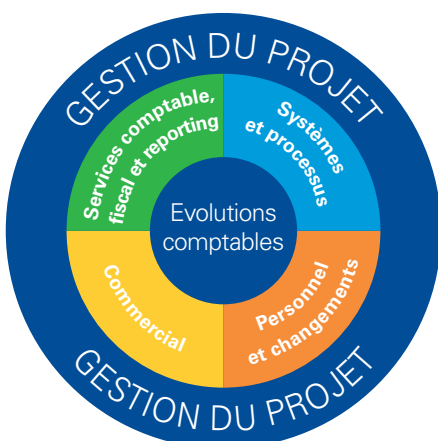 GESTION DU PROJET
Services comptable,
fiscal et reporting
Systèmes
et processus
Evolutions
comptables
Commercial
Personnel
et changements
GESTION DU PROJET